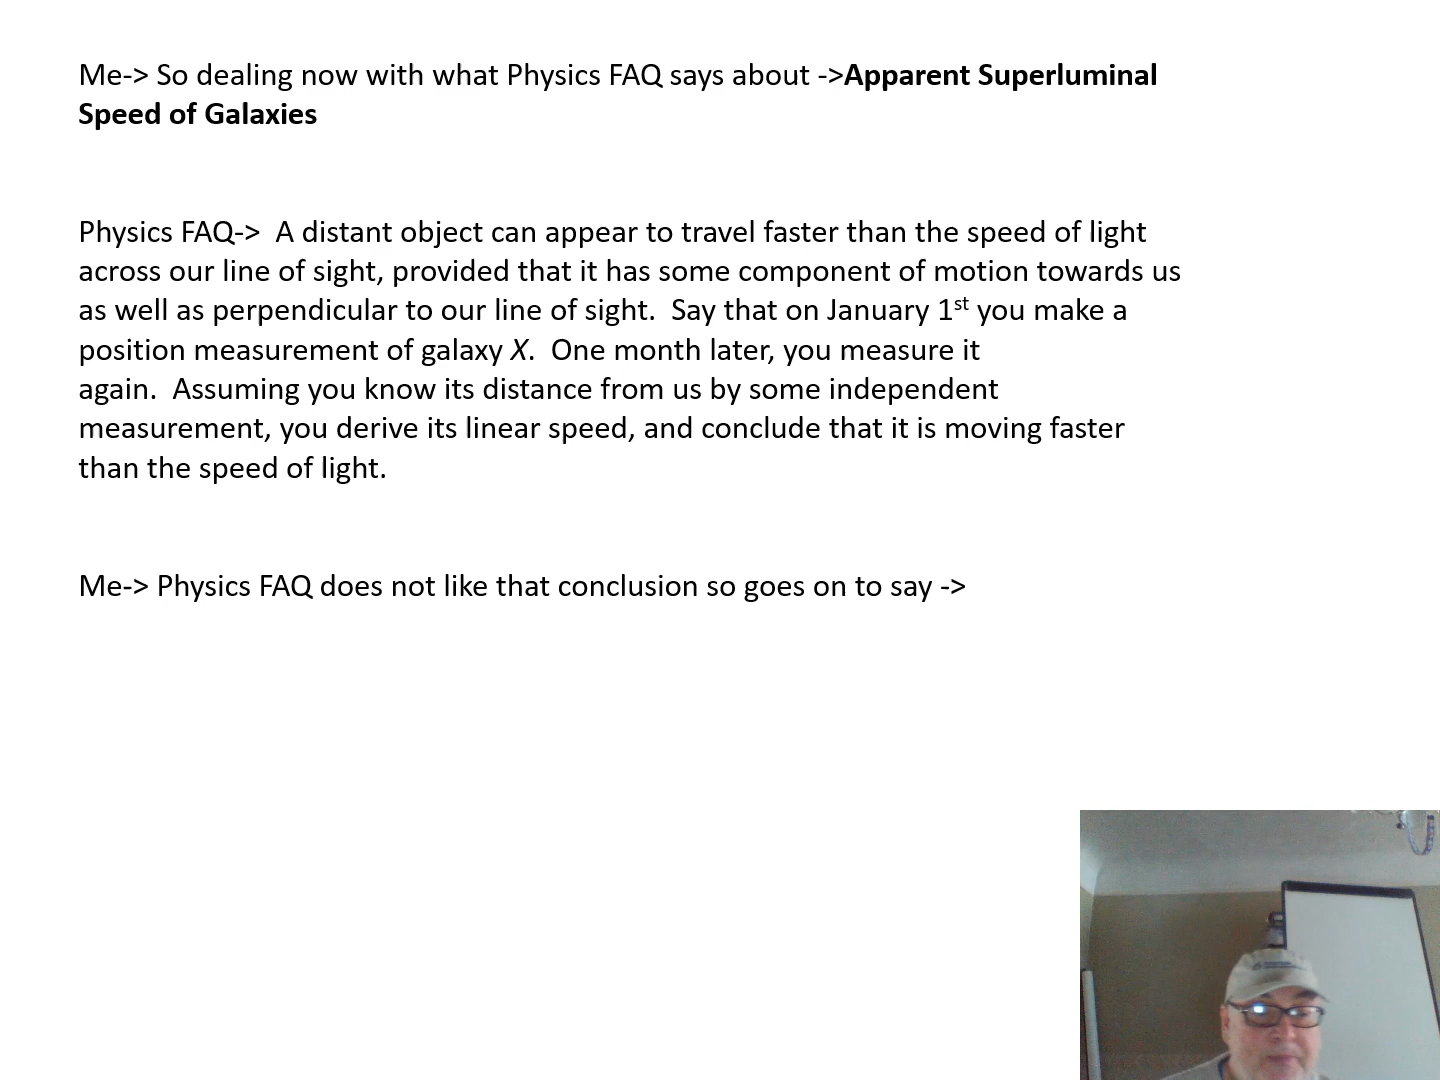 Me-> So dealing now with what Physics FAQ says about ->Apparent Superluminal
Speed of Galaxies
Physics FAQ->  A distant object can appear to travel faster than the speed of light
across our line of sight, provided that it has some component of motion towards us
as well as perpendicular to our line of sight.  Say that on January 1st you make a
position measurement of galaxy X.  One month later, you measure it
again.  Assuming you know its distance from us by some independent
measurement, you derive its linear speed, and conclude that it is moving faster
than the speed of light.
Me-> Physics FAQ does not like that conclusion so goes on to say ->